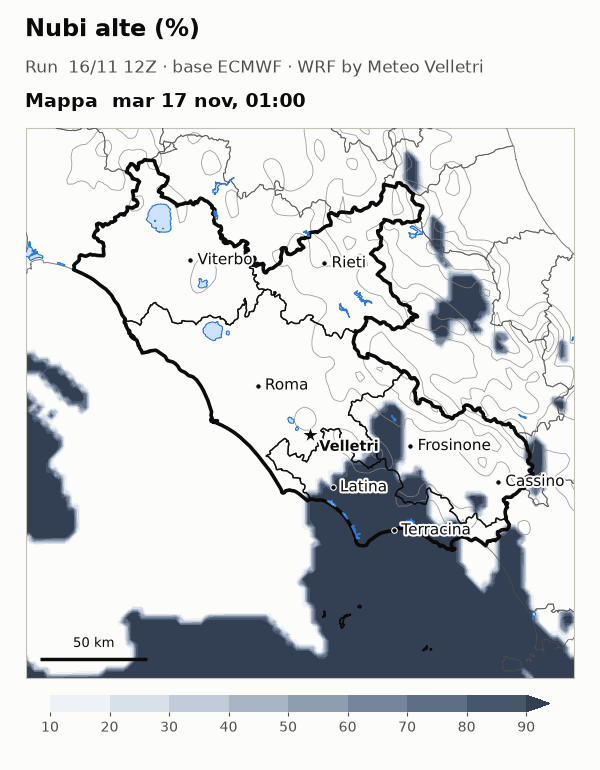 Nubi alte (%)
Run 16/11 12Z · base ECMWF · WRF by Meteo Velletri
Mappa mar 17 nov, 01:00
Viterbo
Rieti
Roma
Velletri
Frosinone
Latina
Cassino
Terracina
50 km
10 20 30 40 50 60 70 80 90